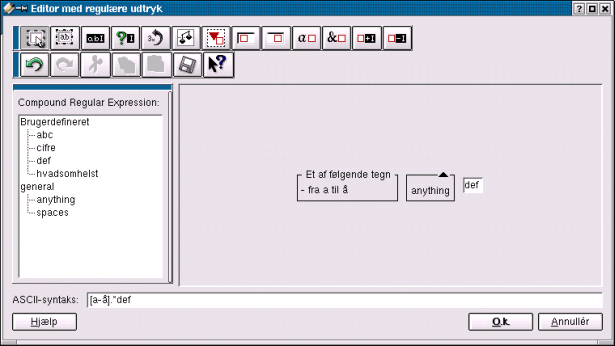 Editor med regulære udtryk
Compound Regular Expression:
Brugerdefineret
abc
cifre
def
hvadsomhelst
general
anything
spaces
Et af følgende tegn
- fra a til å
anything
def
ASCII-syntaks: [a-å].*def
Hjælp
O.k.
Annullér